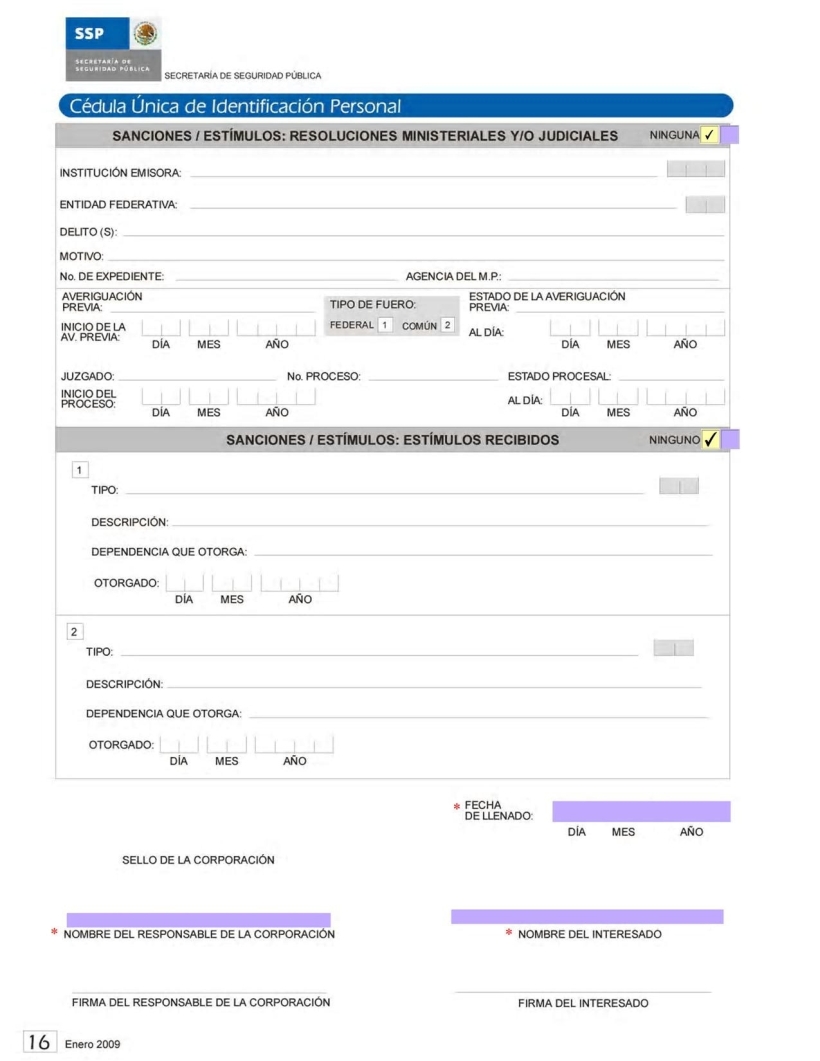 SSP
SECRETARÍA DE
SEGURIDAD PÚBLICA
SECRETARÍA DE SEGURIDAD PÚBLICA
Cédula Única de Identificación Personal
SANCIONES / ESTÍMULOS: RESOLUCIONES MINISTERIALES Y/O JUDICIALES NINGUNA ✓
INSTITUCIÓN EMISORA:
ENTIDAD FEDERATIVA:
DELITO (S):
MOTIVO:
No. DE EXPEDIENTE: AGENCIA DEL M.P.:
AVERIGUACIÓN
PREVIA:
TIPO DE FUERO:
FEDERAL 1 COMÚN 2
ESTADO DE LA AVERIGUACIÓN
PREVIA:
INICIO DE LA
AV. PREVIA:
DÍA MES AÑO
AL DÍA:
DÍA MES AÑO
JUZGADO: No. PROCESO: ESTADO PROCESAL:
INICIO DEL
PROCESO:
DÍA MES AÑO
AL DÍA:
DÍA MES AÑO
SANCIONES / ESTÍMULOS: ESTÍMULOS RECIBIDOS NINGUNO ✓
1
TIPO:
DESCRIPCIÓN:
DEPENDENCIA QUE OTORGA:
OTORGADO:
DÍA MES AÑO
2
TIPO:
DESCRIPCIÓN:
DEPENDENCIA QUE OTORGA:
OTORGADO:
DÍA MES AÑO
* FECHA
DE LLENADO:
DÍA MES AÑO
SELLO DE LA CORPORACIÓN
* NOMBRE DEL RESPONSABLE DE LA CORPORACIÓN
* NOMBRE DEL INTERESADO
FIRMA DEL RESPONSABLE DE LA CORPORACIÓN
FIRMA DEL INTERESADO
16 Enero 2009